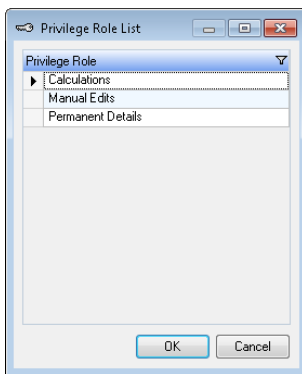 Privilege Role List
Privilege Role
Calculations
Manual Edits
Permanent Details
OK
Cancel